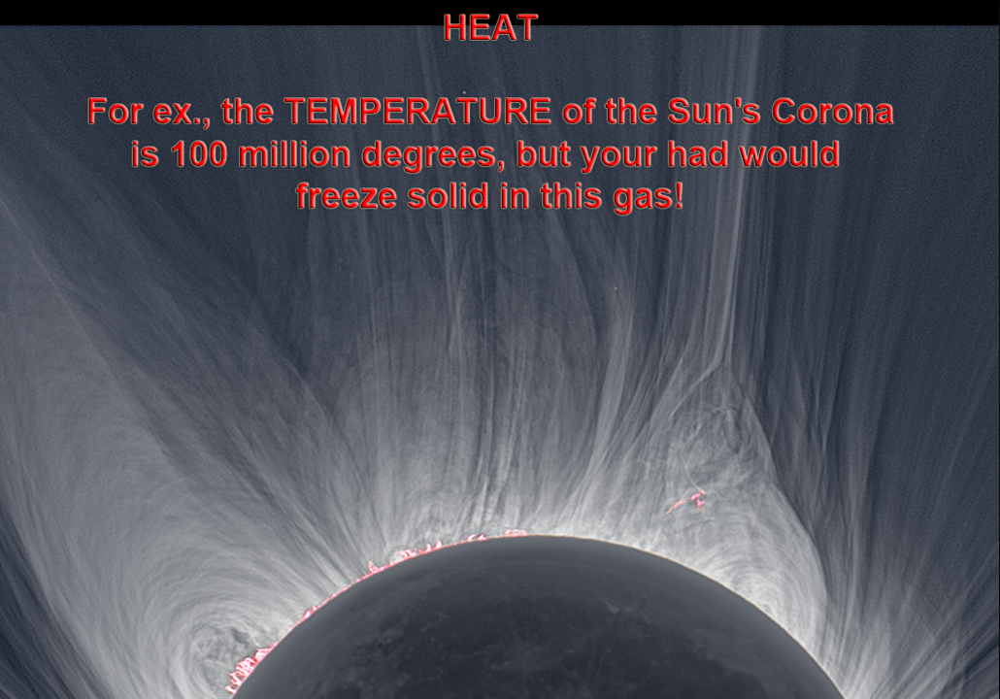 HEAT
For ex., the TEMPERATURE of the Sun's Corona
is 100 million degrees, but your had would
freeze solid in this gas!